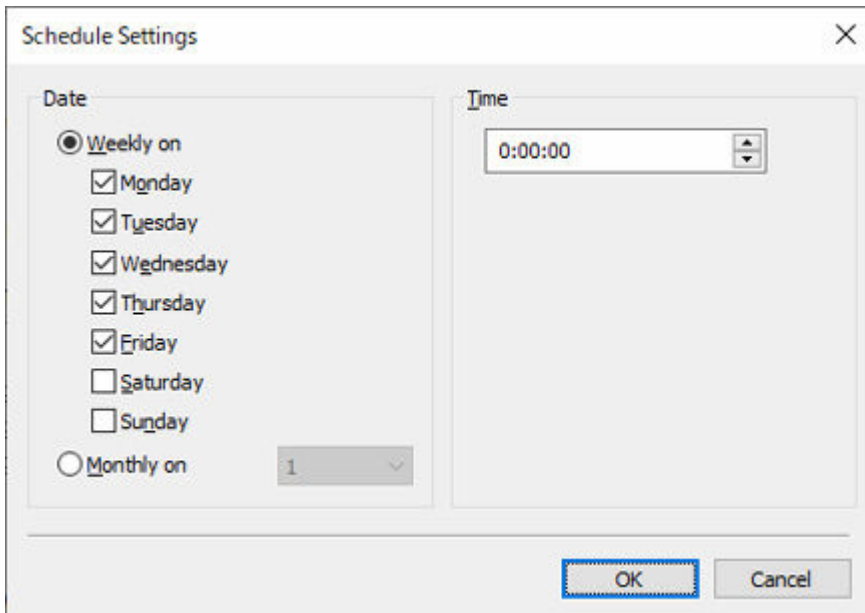 Schedule Settings
Date
Weekly on
Monday
Tuesday
Wednesday
Thursday
Friday
Saturday
Sunday
Monthly on 1
Time
0:00:00
OK Cancel